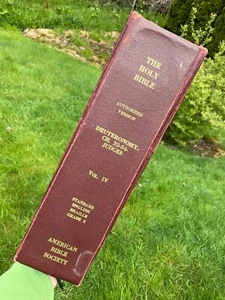 THE
HOLY
BIBLE
AUTHORIZED
VERSION
DEUTERONOMY-
CH. 22-34-
JUDGES
VOL. IV
STANDARD
ENGLISH
BRAILLE
GRADE 2
AMERICAN
BIBLE
SOCIETY